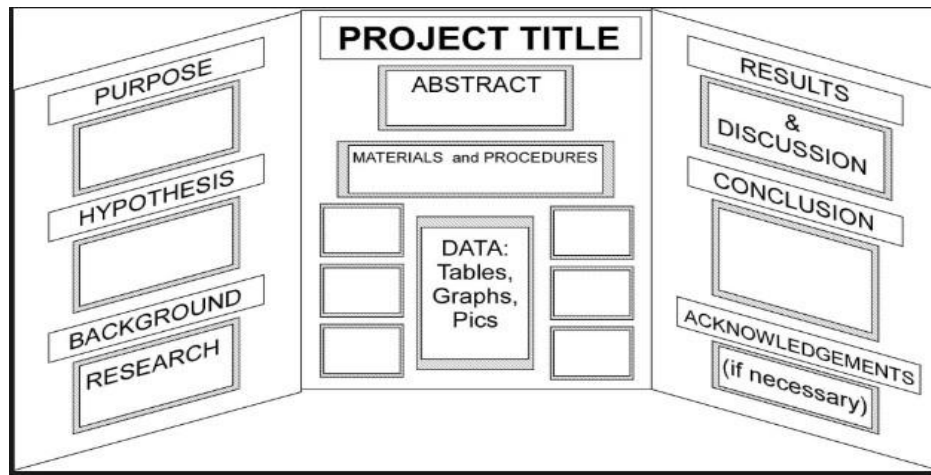 PURPOSE
HYPOTHESIS
BACKGROUND
RESEARCH
PROJECT TITLE
ABSTRACT
MATERIALS and PROCEDURES
DATA:
Tables,
Graphs,
Pics
RESULTS
&
DISCUSSION
CONCLUSION
ACKNOWLEDGEMENTS
(if necessary)